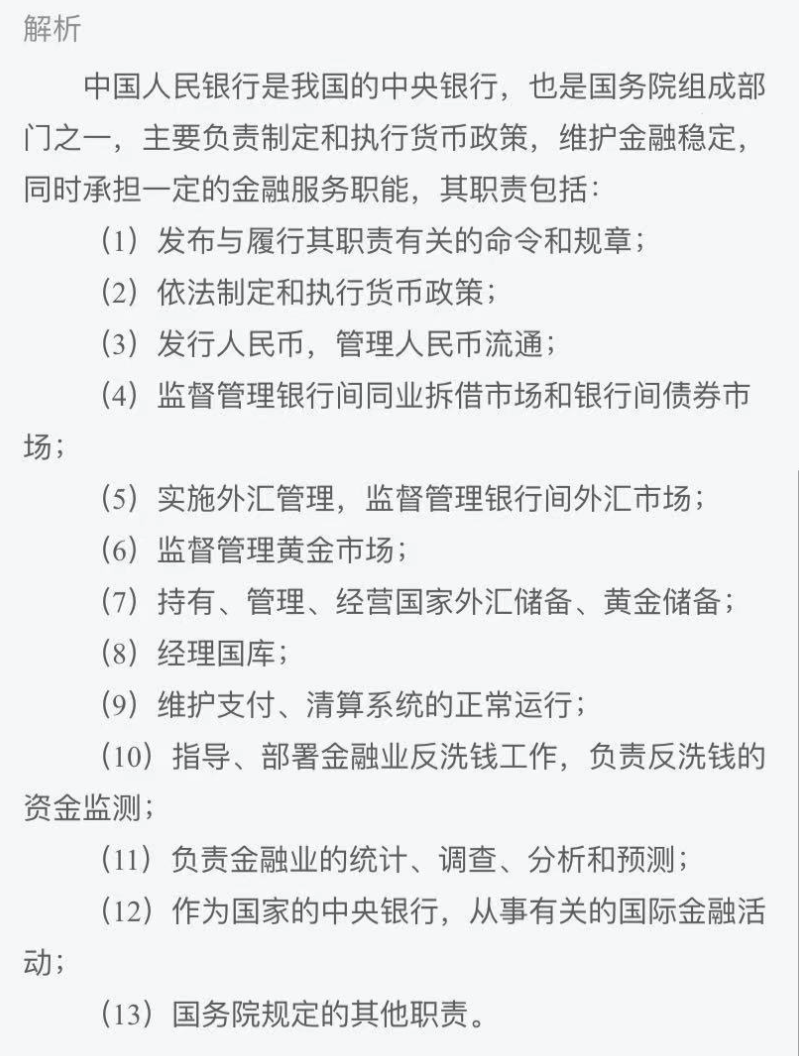 解析
中国人民银行是我国的中央银行，也是国务院组成部
门之一，主要负责制定和执行货币政策，维护金融稳定，
同时承担一定的金融服务职能，其职责包括：
（1）发布与履行其职责有关的命令和规章；
（2）依法制定和执行货币政策；
（3）发行人民币，管理人民币流通；
（4）监督管理银行间同业拆借市场和银行间债券市
场；
（5）实施外汇管理，监督管理银行间外汇市场；
（6）监督管理黄金市场；
（7）持有、管理、经营国家外汇储备、黄金储备；
（8）经理国库；
（9）维护支付、清算系统的正常运行；
（10）指导、部署金融业反洗钱工作，负责反洗钱的
资金监测；
（11）负责金融业的统计、调查、分析和预测；
（12）作为国家的中央银行，从事有关的国际金融活
动；
（13）国务院规定的其他职责。